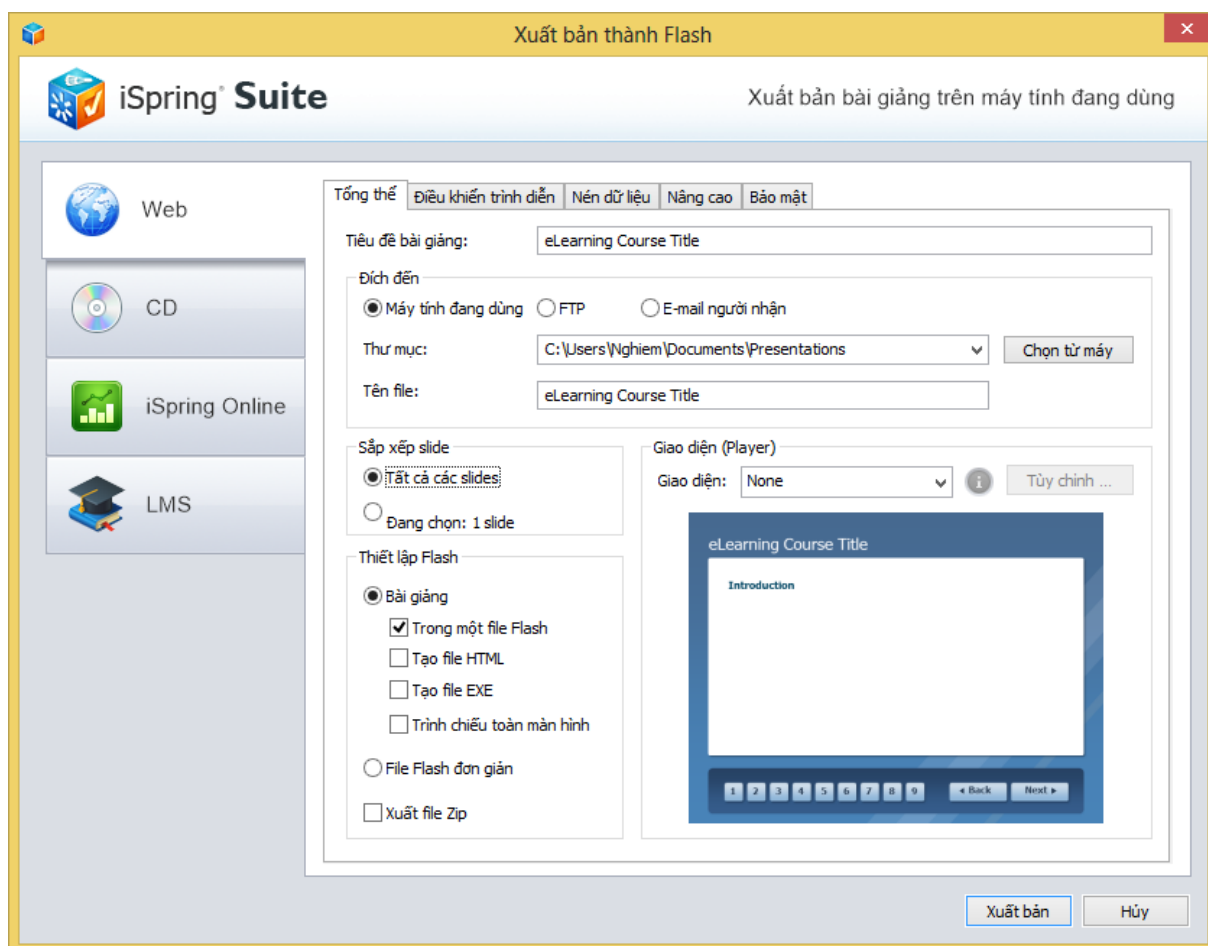 Xuất bản thành Flash
iSpring Suite
Xuất bản bài giảng trên máy tính đang dùng
Web
CD
iSpring Online
LMS
Tổng thể Điều khiển trình diễn Nén dữ liệu Nâng cao Bảo mật
Tiêu đề bài giảng: eLearning Course Title
Đích đến
Máy tính đang dùng FTP E-mail người nhận
Thư mục: C:\Users\Nghiem\Documents\Presentations Chọn từ máy
Tên file: eLearning Course Title
Sắp xếp slide
Tất cả các slides
Đang chọn: 1 slide
Thiết lập Flash
Bài giảng
Trong một file Flash
Tạo file HTML
Tạo file EXE
Trình chiếu toàn màn hình
File Flash đơn giản
Xuất file Zip
Giao diện (Player)
Giao diện: None Tùy chỉnh ...
eLearning Course Title
Introduction
1 2 3 4 5 6 7 8 9 Back Next
Xuất bản Hủy